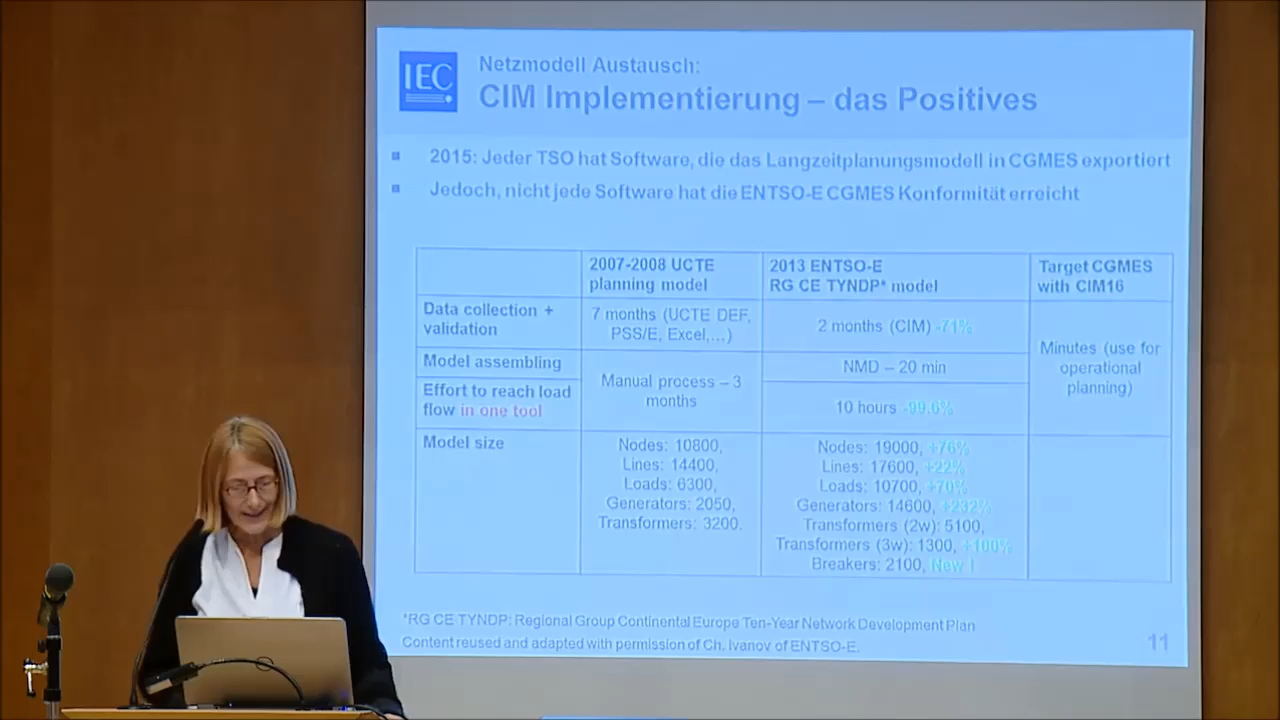 IEC
Netzmodell Austausch:
CIM Implementierung – das Positives
2015: Jeder TSO hat Software, die das Langzeitplanungsmodell in CGMES exportiert
Jedoch, nicht jede Software hat die ENTSO-E CGMES Konformität erreicht
2007-2008 UCTE
planning model
2013 ENTSO-E
RG CE TYNDP* model
Target CGMES
with CIM16
Data collection +
validation
7 months (UCTE DEF,
PSS/E, Excel,...)
2 months (CIM) -71%
Minutes (use for
operational
planning)
Model assembling
Manual process – 3
months
NMD – 20 min
Effort to reach load
flow in one tool
10 hours -99.6%
Model size
Nodes: 10800,
Lines: 14400,
Loads: 6300,
Generators: 2050,
Transformers: 3200.
Nodes: 19000, +76%
Lines: 17600, +22%
Loads: 10700, +70%
Generators: 14600, +232%
Transformers (2w): 5100,
Transformers (3w): 1300, +100%
Breakers: 2100, New !
*RG CE TYNDP: Regional Group Continental Europe Ten-Year Network Development Plan
Content reused and adapted with permission of Ch. Ivanov of ENTSO-E.
11